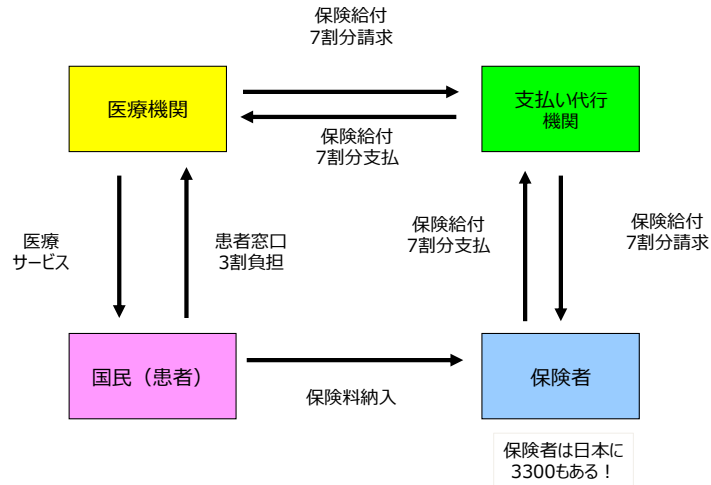 保険給付
7割分請求
医療機関
支払い代行
機関
保険給付
7割分支払
医療
サービス
患者窓口
3割負担
保険給付
7割分支払
保険給付
7割分請求
国民（患者）
保険料納入
保険者
保険者は日本に
3300もある！